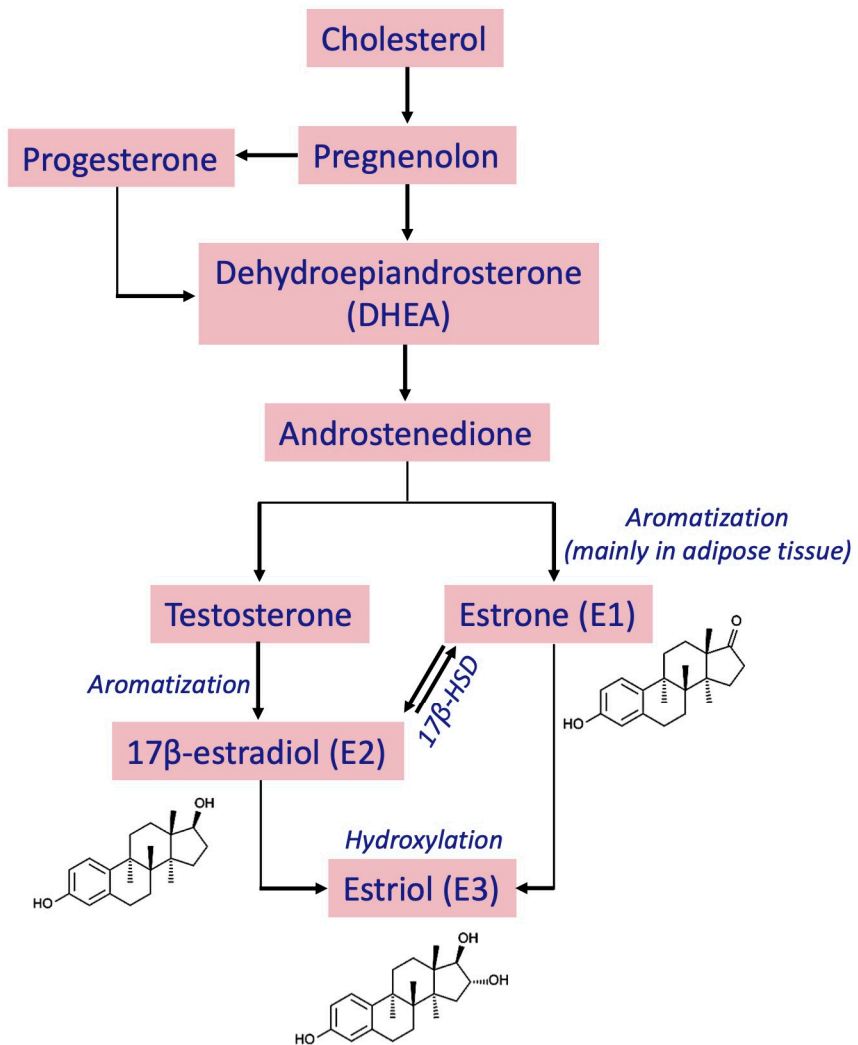 Cholesterol
Progesterone
Pregnenolon
Dehydroepiandrosterone
(DHEA)
Androstenedione
Aromatization
(mainly in adipose tissue)
Testosterone
Estrone (E1)
Aromatization
17β-HSD
17β-estradiol (E2)
O
HO
OH
HO
Hydroxylation
Estriol (E3)
OH
OH
HO